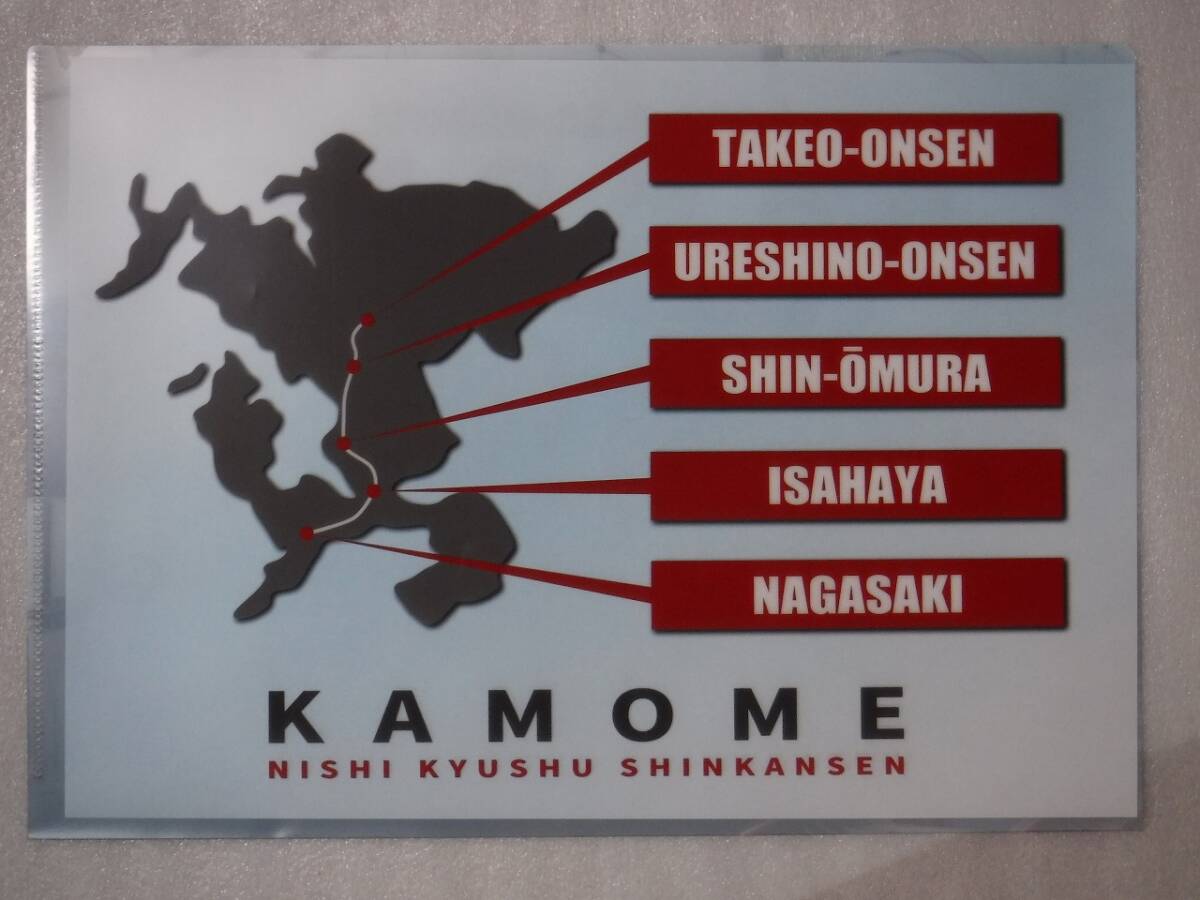 TAKEO-ONSEN
URESHINO-ONSEN
SHIN-ŌMURA
ISAHAYA
NAGASAKI
KAMOME
NISHI KYUSHU SHINKANSEN